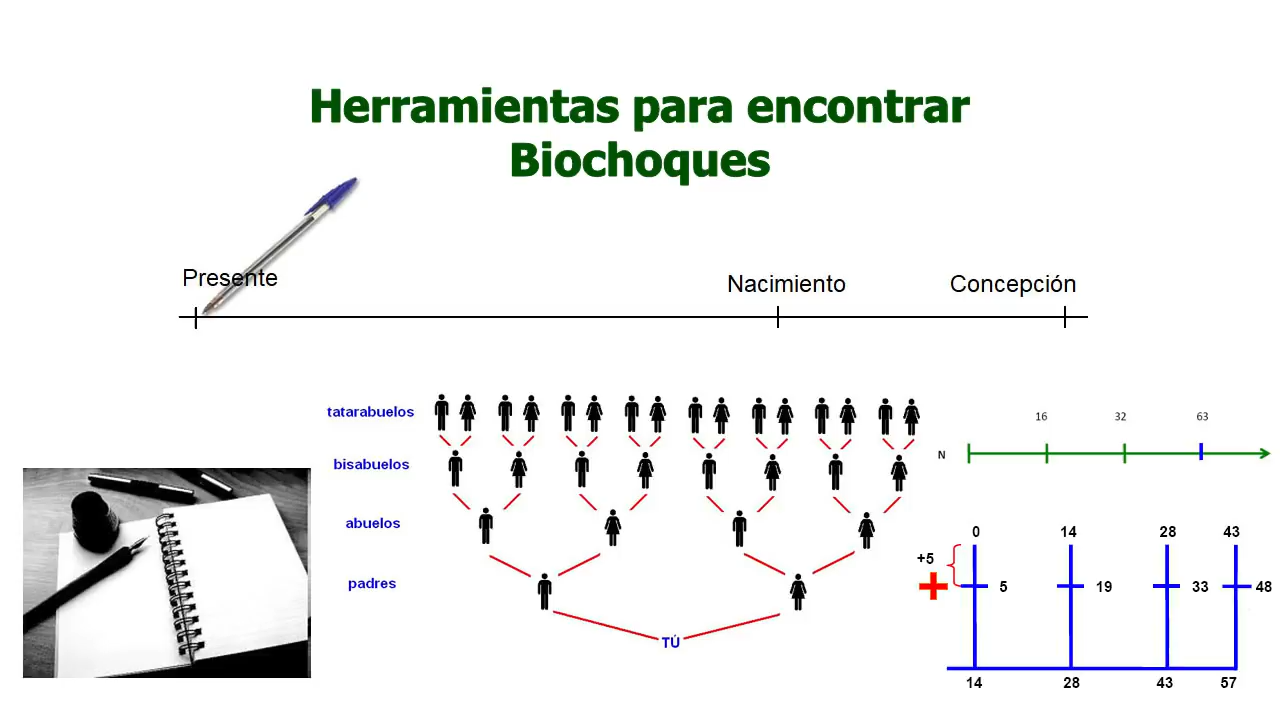 Herramientas para encontrar
Biochoques
Presente
Nacimiento
Concepción
tatarabuelos
bisabuelos
abuelos
padres
TÚ
16 32 63
N
0 14 28 43
+5
5 19 33 48
14 28 43 57